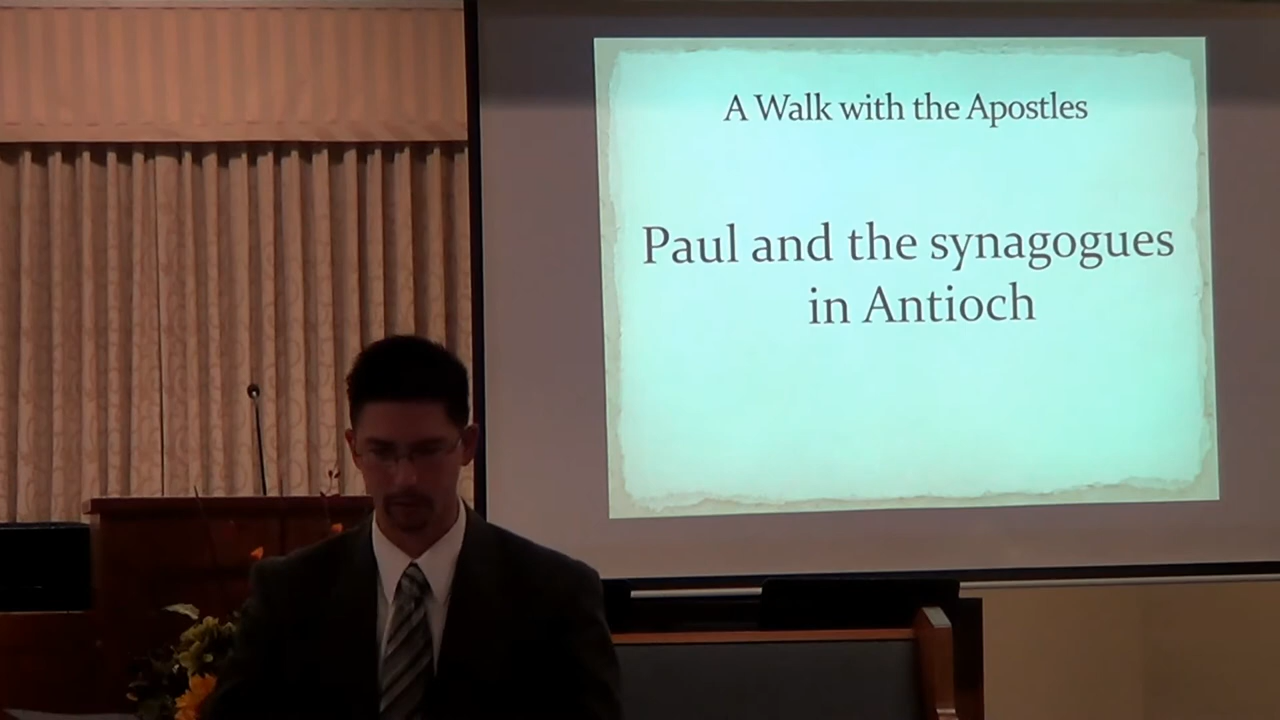 A Walk with the Apostles
Paul and the synagogues
in Antioch